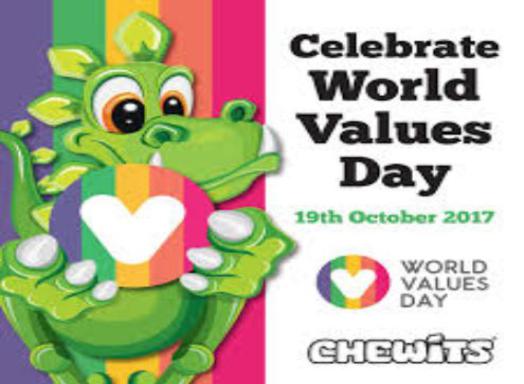 Celebrate
World
Values
Day
19th October 2017
WORLD
VALUES
DAY
CHEWITS